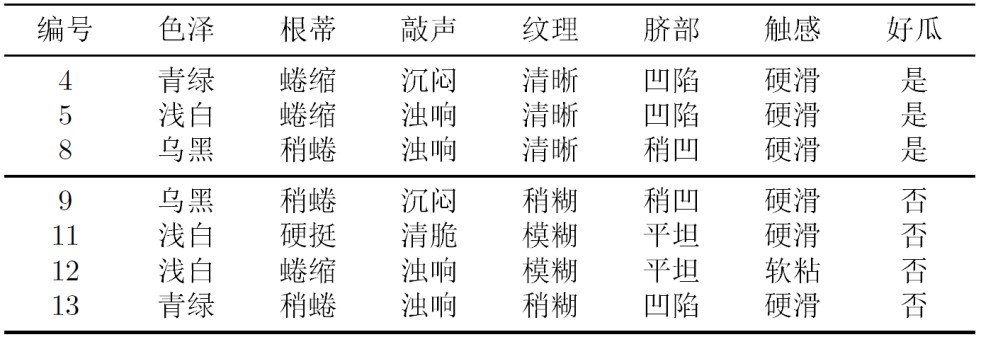 编号 色泽 根蒂 敲声 纹理 脐部 触感 好瓜
4 青绿 蜷缩 沉闷 清晰 凹陷 硬滑 是
5 浅白 蜷缩 浊响 清晰 凹陷 硬滑 是
8 乌黑 稍蜷 浊响 清晰 稍凹 硬滑 是
9 乌黑 稍蜷 沉闷 稍糊 稍凹 硬滑 否
11 浅白 硬挺 清脆 模糊 平坦 硬滑 否
12 浅白 蜷缩 浊响 模糊 平坦 软粘 否
13 青绿 稍蜷 浊响 稍糊 凹陷 硬滑 否